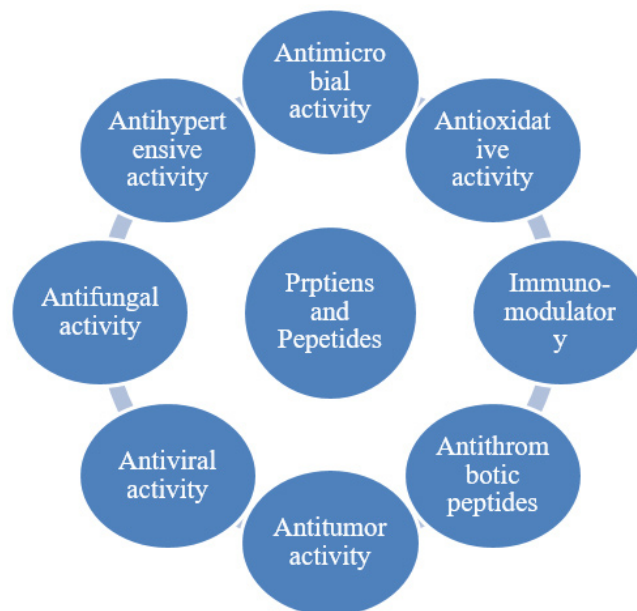 Antimicro
bial
activity
Antioxidat
ive
activity
Immuno-
modulator
y
Antithrom
botic
peptides
Antitumor
activity
Antiviral
activity
Antifungal
activity
Antihypert
ensive
activity
Prptiens
and
Pepetides